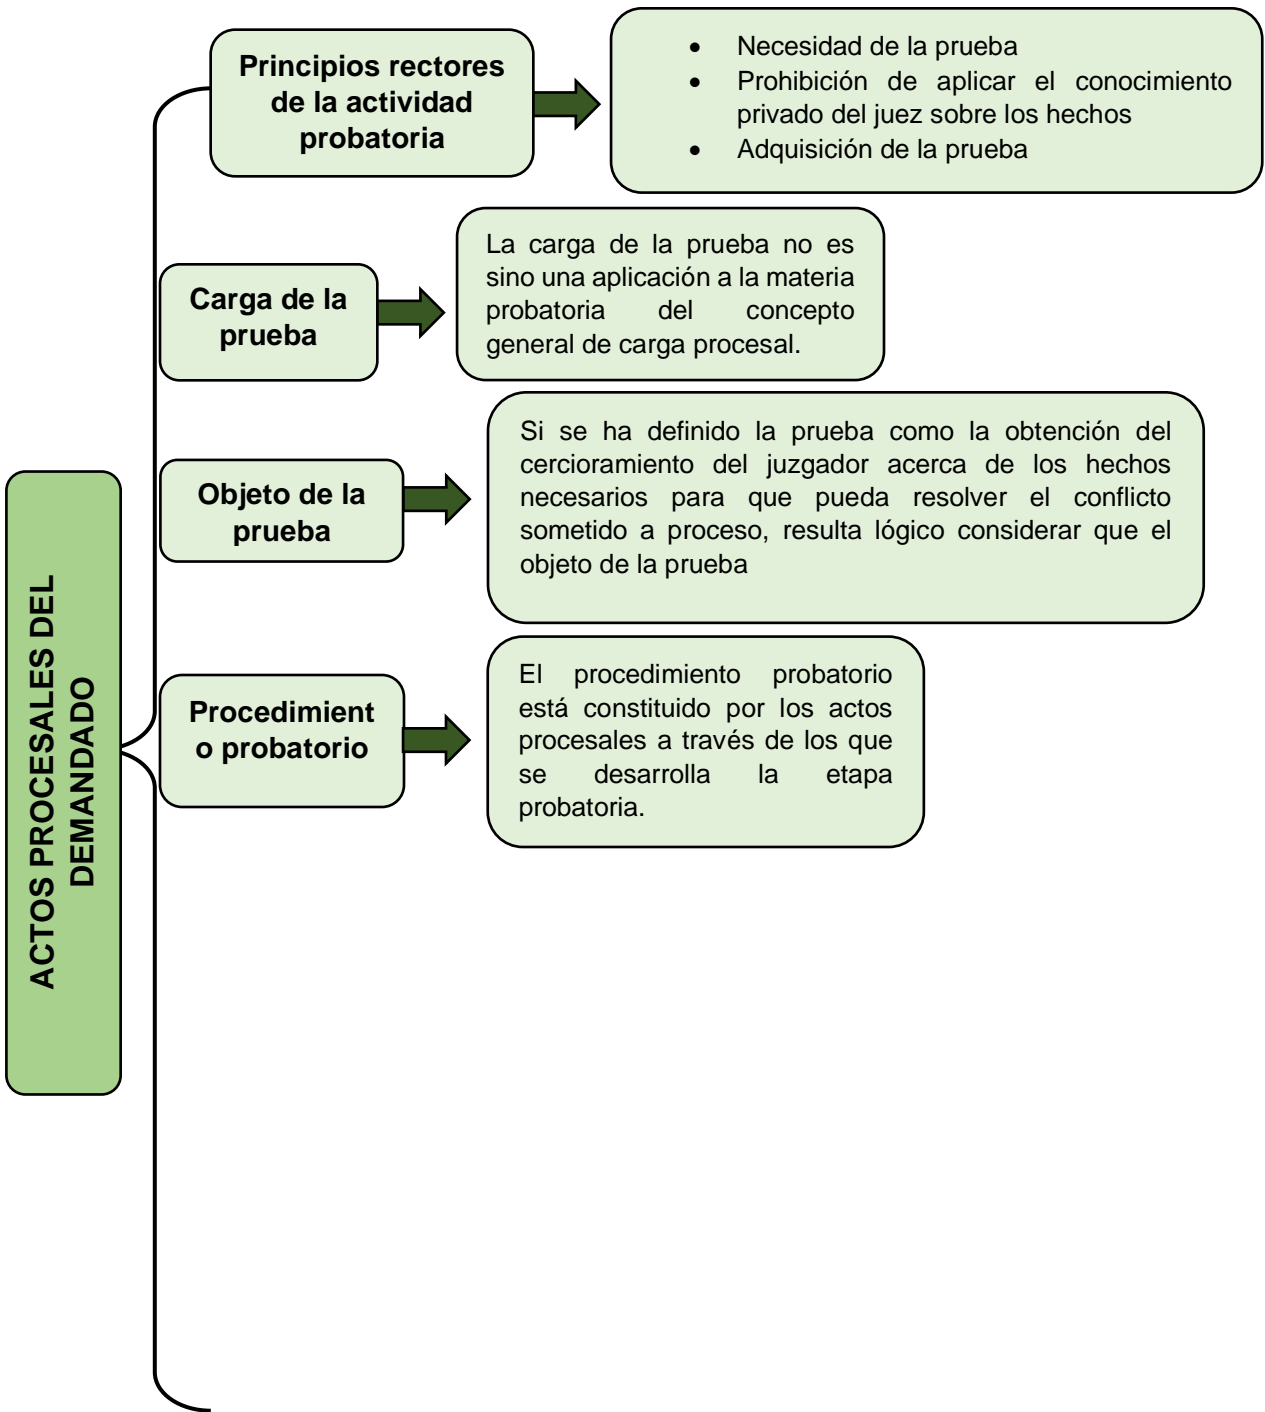 Principios rectores
de la actividad
probatoria
• Necesidad de la prueba
• Prohibición de aplicar el conocimiento
privado del juez sobre los hechos
• Adquisición de la prueba
Carga de la
prueba
La carga de la prueba no es
sino una aplicación a la materia
probatoria del concepto
general de carga procesal.
Objeto de la
prueba
Si se ha definido la prueba como la obtención del
cercioramiento del juzgador acerca de los hechos
necesarios para que pueda resolver el conflicto
sometido a proceso, resulta lógico considerar que el
objeto de la prueba
ACTOS PROCESALES DEL
DEMANDADO
Procedimient
o probatorio
El procedimiento probatorio
está constituido por los actos
procesales a través de los que
se desarrolla la etapa
probatoria.